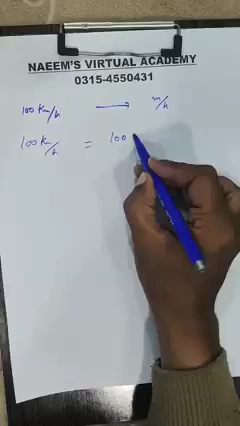 NAEEM'S VIRTUAL ACADEMY
0315-4550431
100 Km/h → m/h
100 Km/h = 100